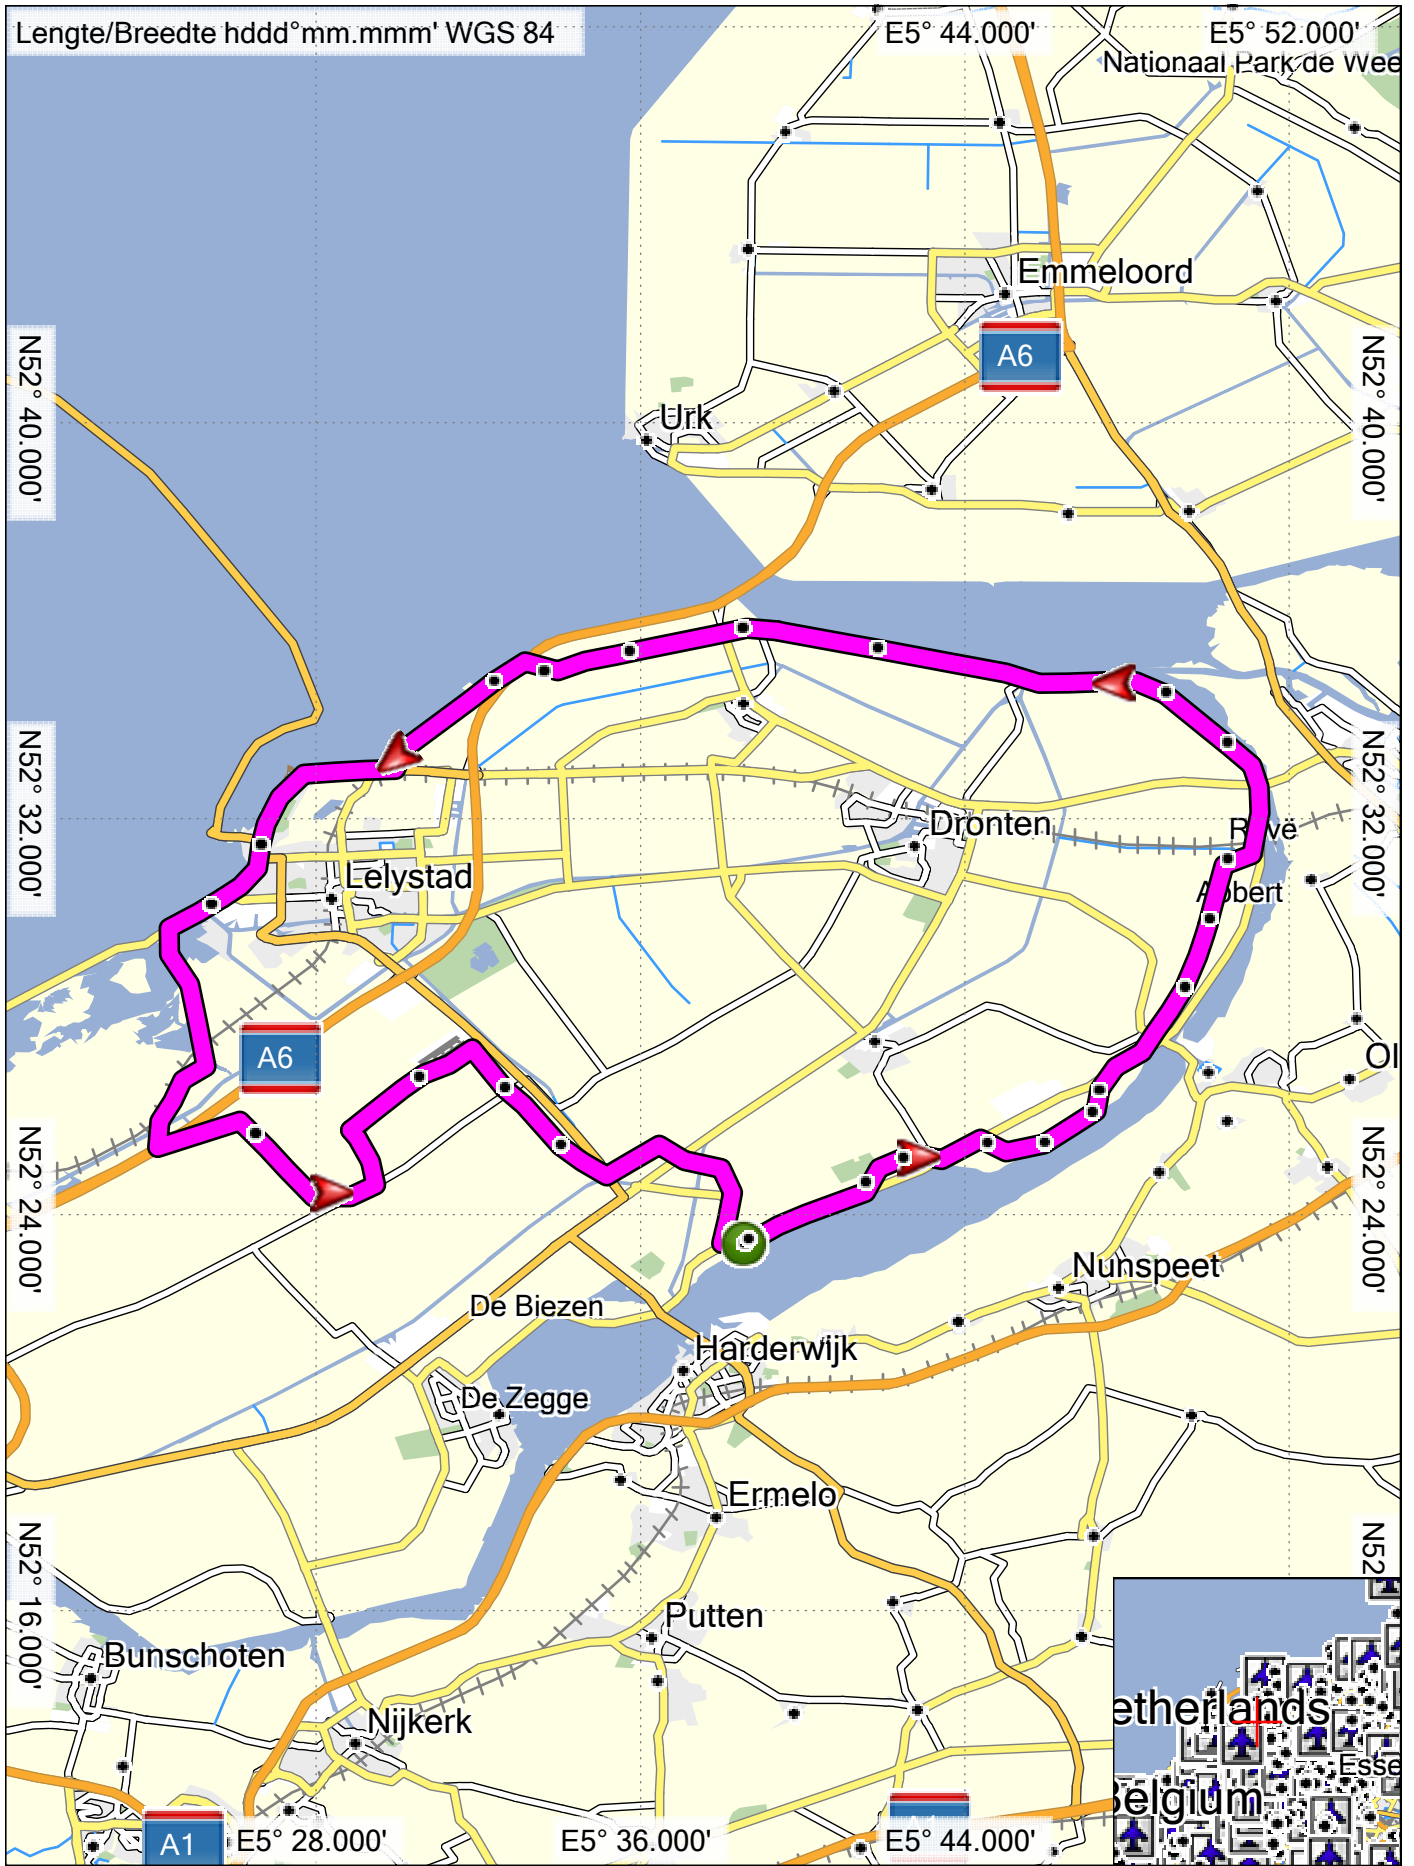 Lengte/Breedte hddd°mm.mmm' WGS 84
E5° 44.000'
E5° 52.000'
Nationaal Park de Wee
Emmeloord
A6
N52° 40.000'
N52° 40.000'
Urk
N52° 32.000'
N52° 32.000'
Dronten
Lelystad
A6
Ol
N52° 24.000'
N52° 24.000'
Nunspeet
De Biezen
Harderwijk
De Zegge
Ermelo
N52° 16.000'
N52°
Putten
Bunschoten
Nijkerk
etherlands
Esse
Belgium
A1
E5° 28.000'
E5° 36.000'
E5° 44.000'